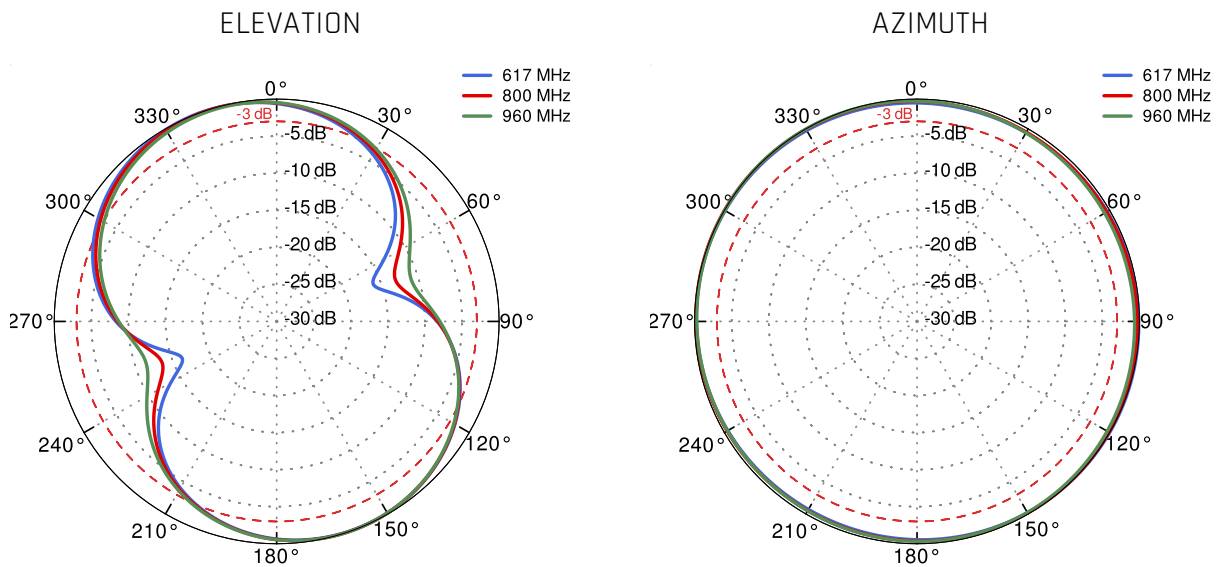 ELEVATION
617 MHz
800 MHz
960 MHz
0°
330°
30°
-3 dB
-5 dB
-10 dB
300°
60°
-15 dB
-20 dB
-25 dB
270°
-30 dB
90°
240°
120°
210°
150°
180°
AZIMUTH
617 MHz
800 MHz
960 MHz
0°
330°
30°
-3 dB
-5 dB
-10 dB
300°
60°
-15 dB
-20 dB
-25 dB
270°
-30 dB
90°
240°
120°
210°
150°
180°